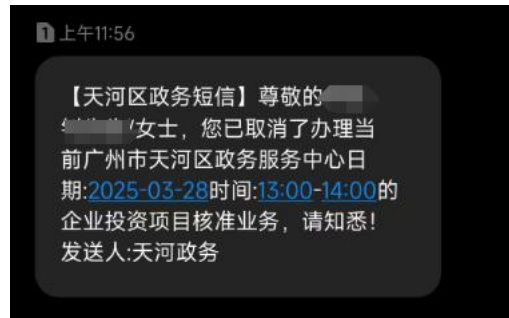 1 上午11:56
【天河区政务短信】尊敬的
/女士，您已取消了办理当
前广州市天河区政务服务中心日
期:2025-03-28时间:13:00-14:00的
企业投资项目核准业务，请知悉！
发送人:天河政务